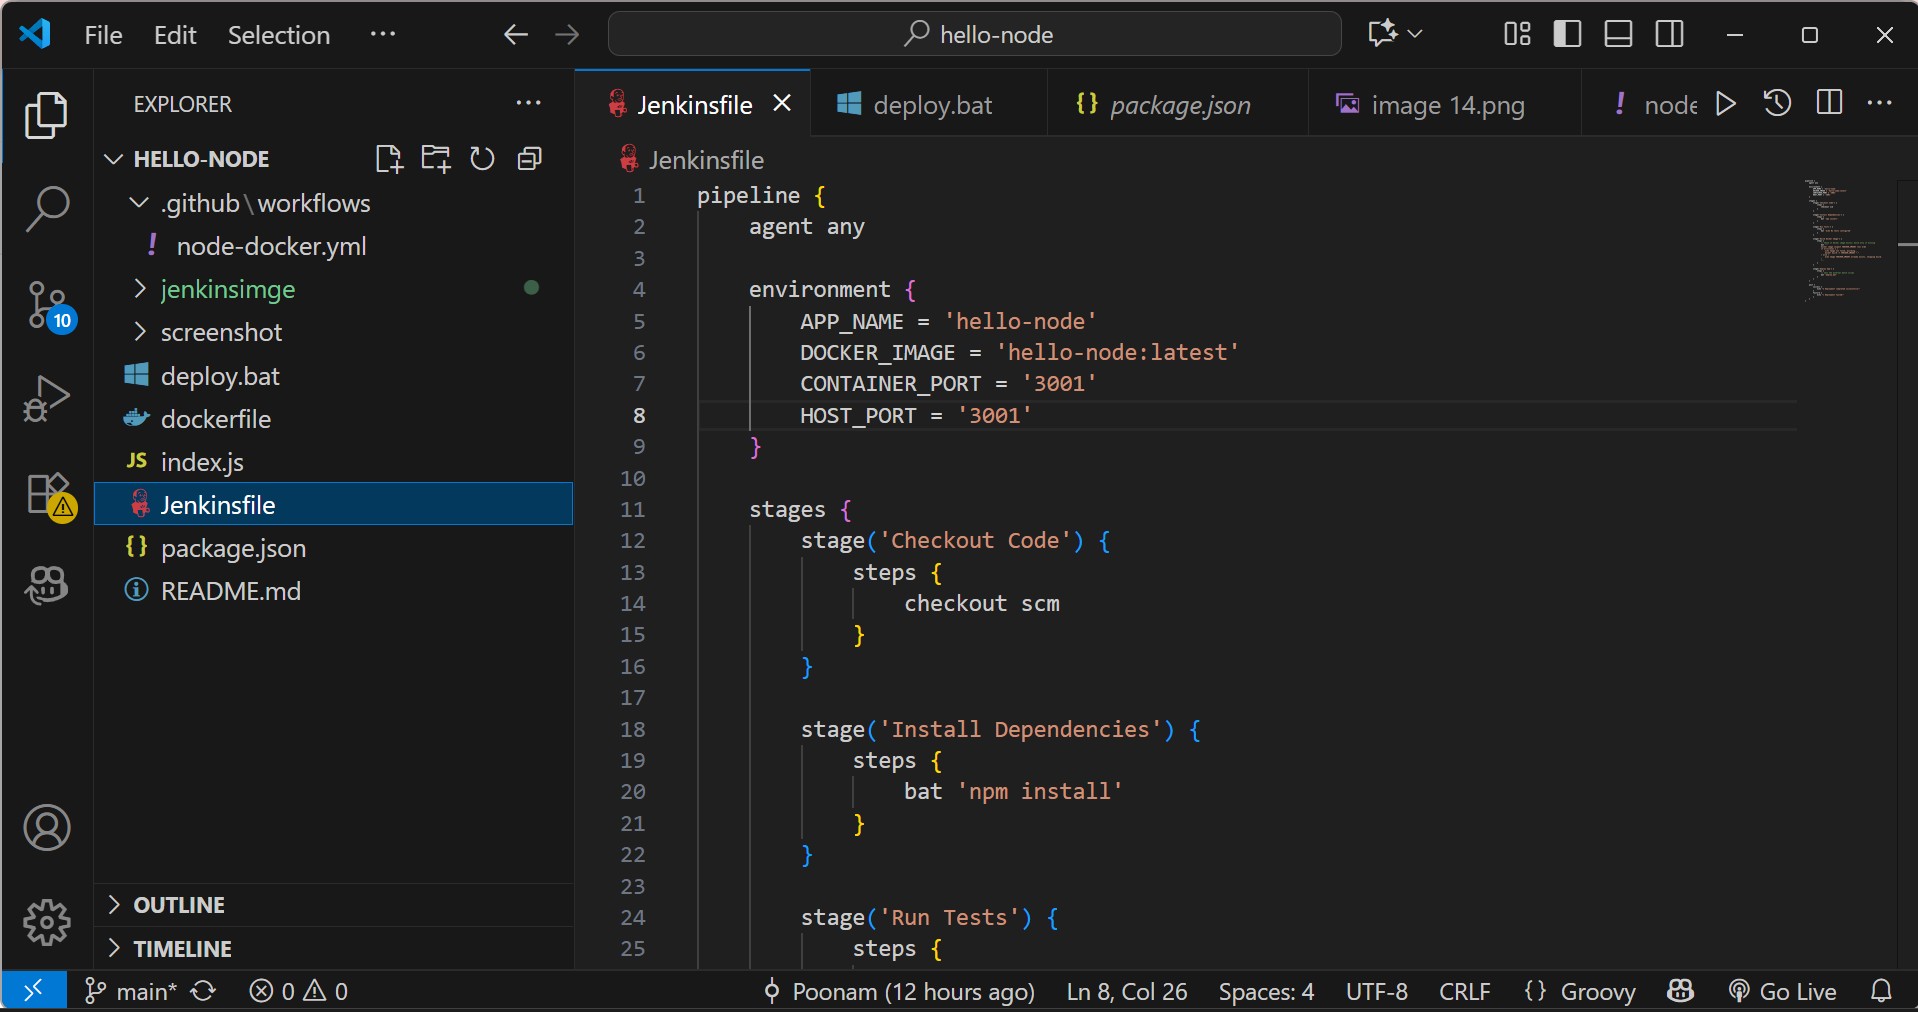 File Edit Selection ···
hello-node
EXPLORER ···
HELLO-NODE
.github\workflows
! node-docker.yml
jenkinsimge
screenshot
deploy.bat
dockerfile
JS index.js
Jenkinsfile
{} package.json
README.md
OUTLINE
TIMELINE
10
Jenkinsfile
deploy.bat
{} package.json
image 14.png
! node
Jenkinsfile
1 pipeline {
2 agent any
3
4 environment {
5 APP_NAME = 'hello-node'
6 DOCKER_IMAGE = 'hello-node:latest'
7 CONTAINER_PORT = '3001'
8 HOST_PORT = '3001'
9 }
10
11 stages {
12 stage('Checkout Code') {
13 steps {
14 checkout scm
15 }
16 }
17
18 stage('Install Dependencies') {
19 steps {
20 bat 'npm install'
21 }
22 }
23
24 stage('Run Tests') {
25 steps {
main* 0 0 Poonam (12 hours ago) Ln 8, Col 26 Spaces: 4 UTF-8 CRLF {} Groovy Go Live